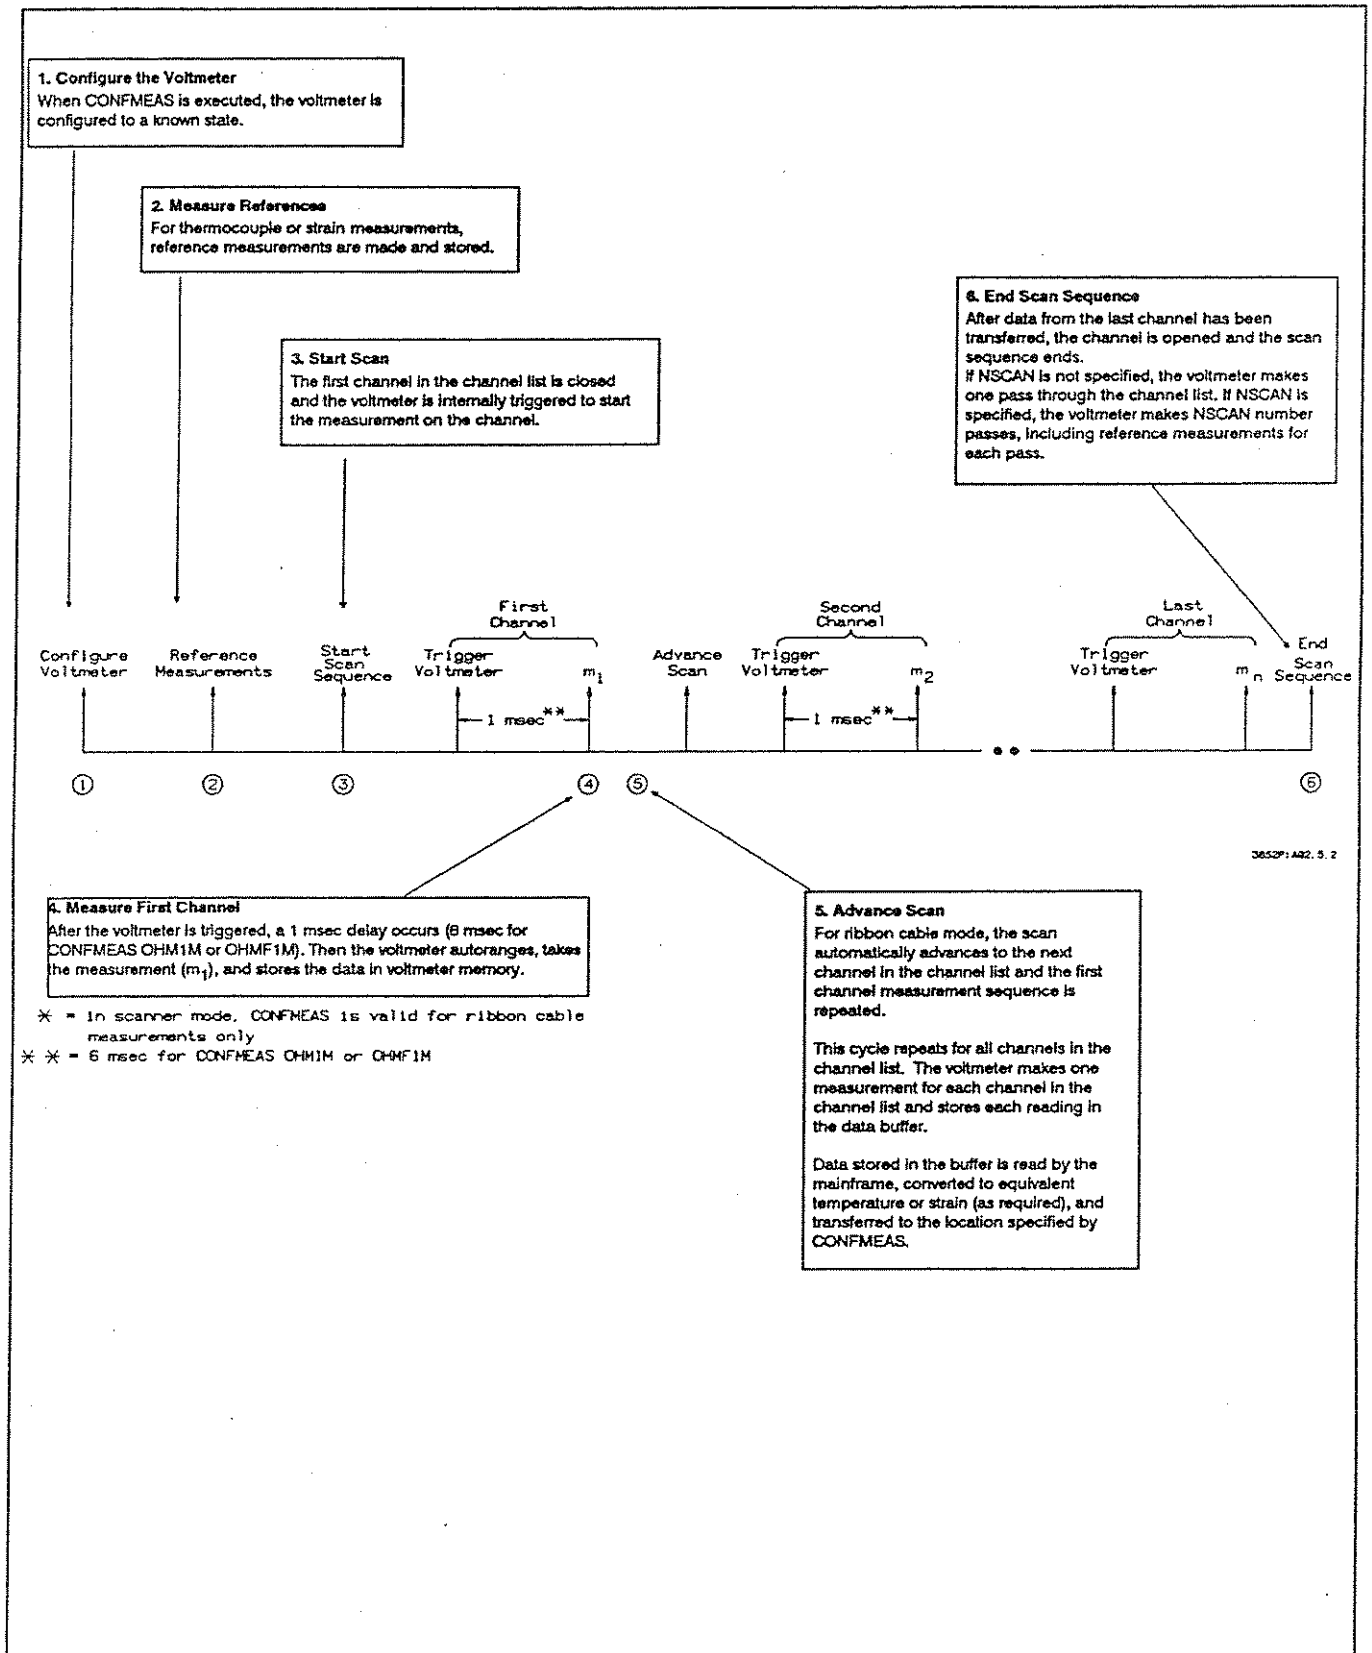 1. Configure the Voltmeter
When CONFMEAS is executed, the voltmeter is
configured to a known state.
2. Measure References
For thermocouple or strain measurements,
reference measurements are made and stored.
3. Start Scan
The first channel in the channel list is closed
and the voltmeter is internally triggered to start
the measurement on the channel.
6. End Scan Sequence
After data from the last channel has been
transferred, the channel is opened and the scan
sequence ends.
If NSCAN is not specified, the voltmeter makes
one pass through the channel list. If NSCAN is
specified, the voltmeter makes NSCAN number
passes, including reference measurements for
each pass.
Configure
Voltmeter
Reference
Measurements
Start
Scan
Sequence
First
Channel
Trigger
Voltmeter
m1
1 msec**
Advance
Scan
Second
Channel
Trigger
Voltmeter
m2
1 msec**
Last
Channel
Trigger
Voltmeter
mn
End
Scan
Sequence
1
2
3
4
5
6
3852P:A02.5.2
4. Measure First Channel
After the voltmeter is triggered, a 1 msec delay occurs (6 msec for
CONFMEAS OHM1M or OHMF1M). Then the voltmeter autoranges, takes
the measurement (m1), and stores the data in voltmeter memory.
* = in scanner mode, CONFMEAS is valid for ribbon cable
measurements only
* * = 6 msec for CONFMEAS OHM1M or OHMF1M
5. Advance Scan
For ribbon cable mode, the scan
automatically advances to the next
channel in the channel list and the first
channel measurement sequence is
repeated.
This cycle repeats for all channels in the
channel list. The voltmeter makes one
measurement for each channel in the
channel list and stores each reading in
the data buffer.
Data stored in the buffer is read by the
mainframe, converted to equivalent
temperature or strain (as required), and
transferred to the location specified by
CONFMEAS.